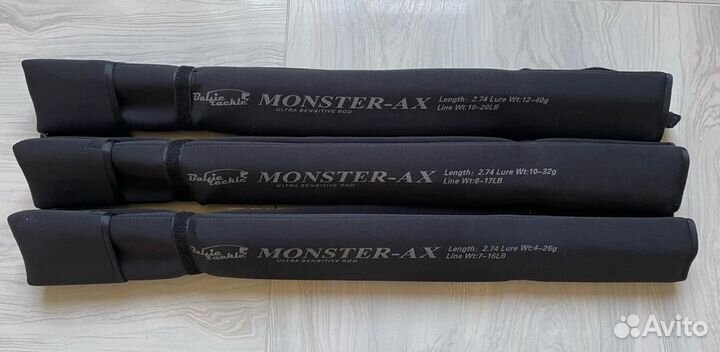 Baltic tackle
MONSTER-AX
ULTRA SENSITIVE ROD
Length: 2.74 Lure Wt:12-40g
Line Wt:10-20LB
Baltic tackle
MONSTER-AX
ULTRA SENSITIVE ROD
Length: 2.74 Lure Wt:10-32g
Line Wt:8-17LB
Baltic tackle
MONSTER-AX
ULTRA SENSITIVE ROD
Length: 2.74 Lure Wt:4-26g
Line Wt:7-16LB
Avito